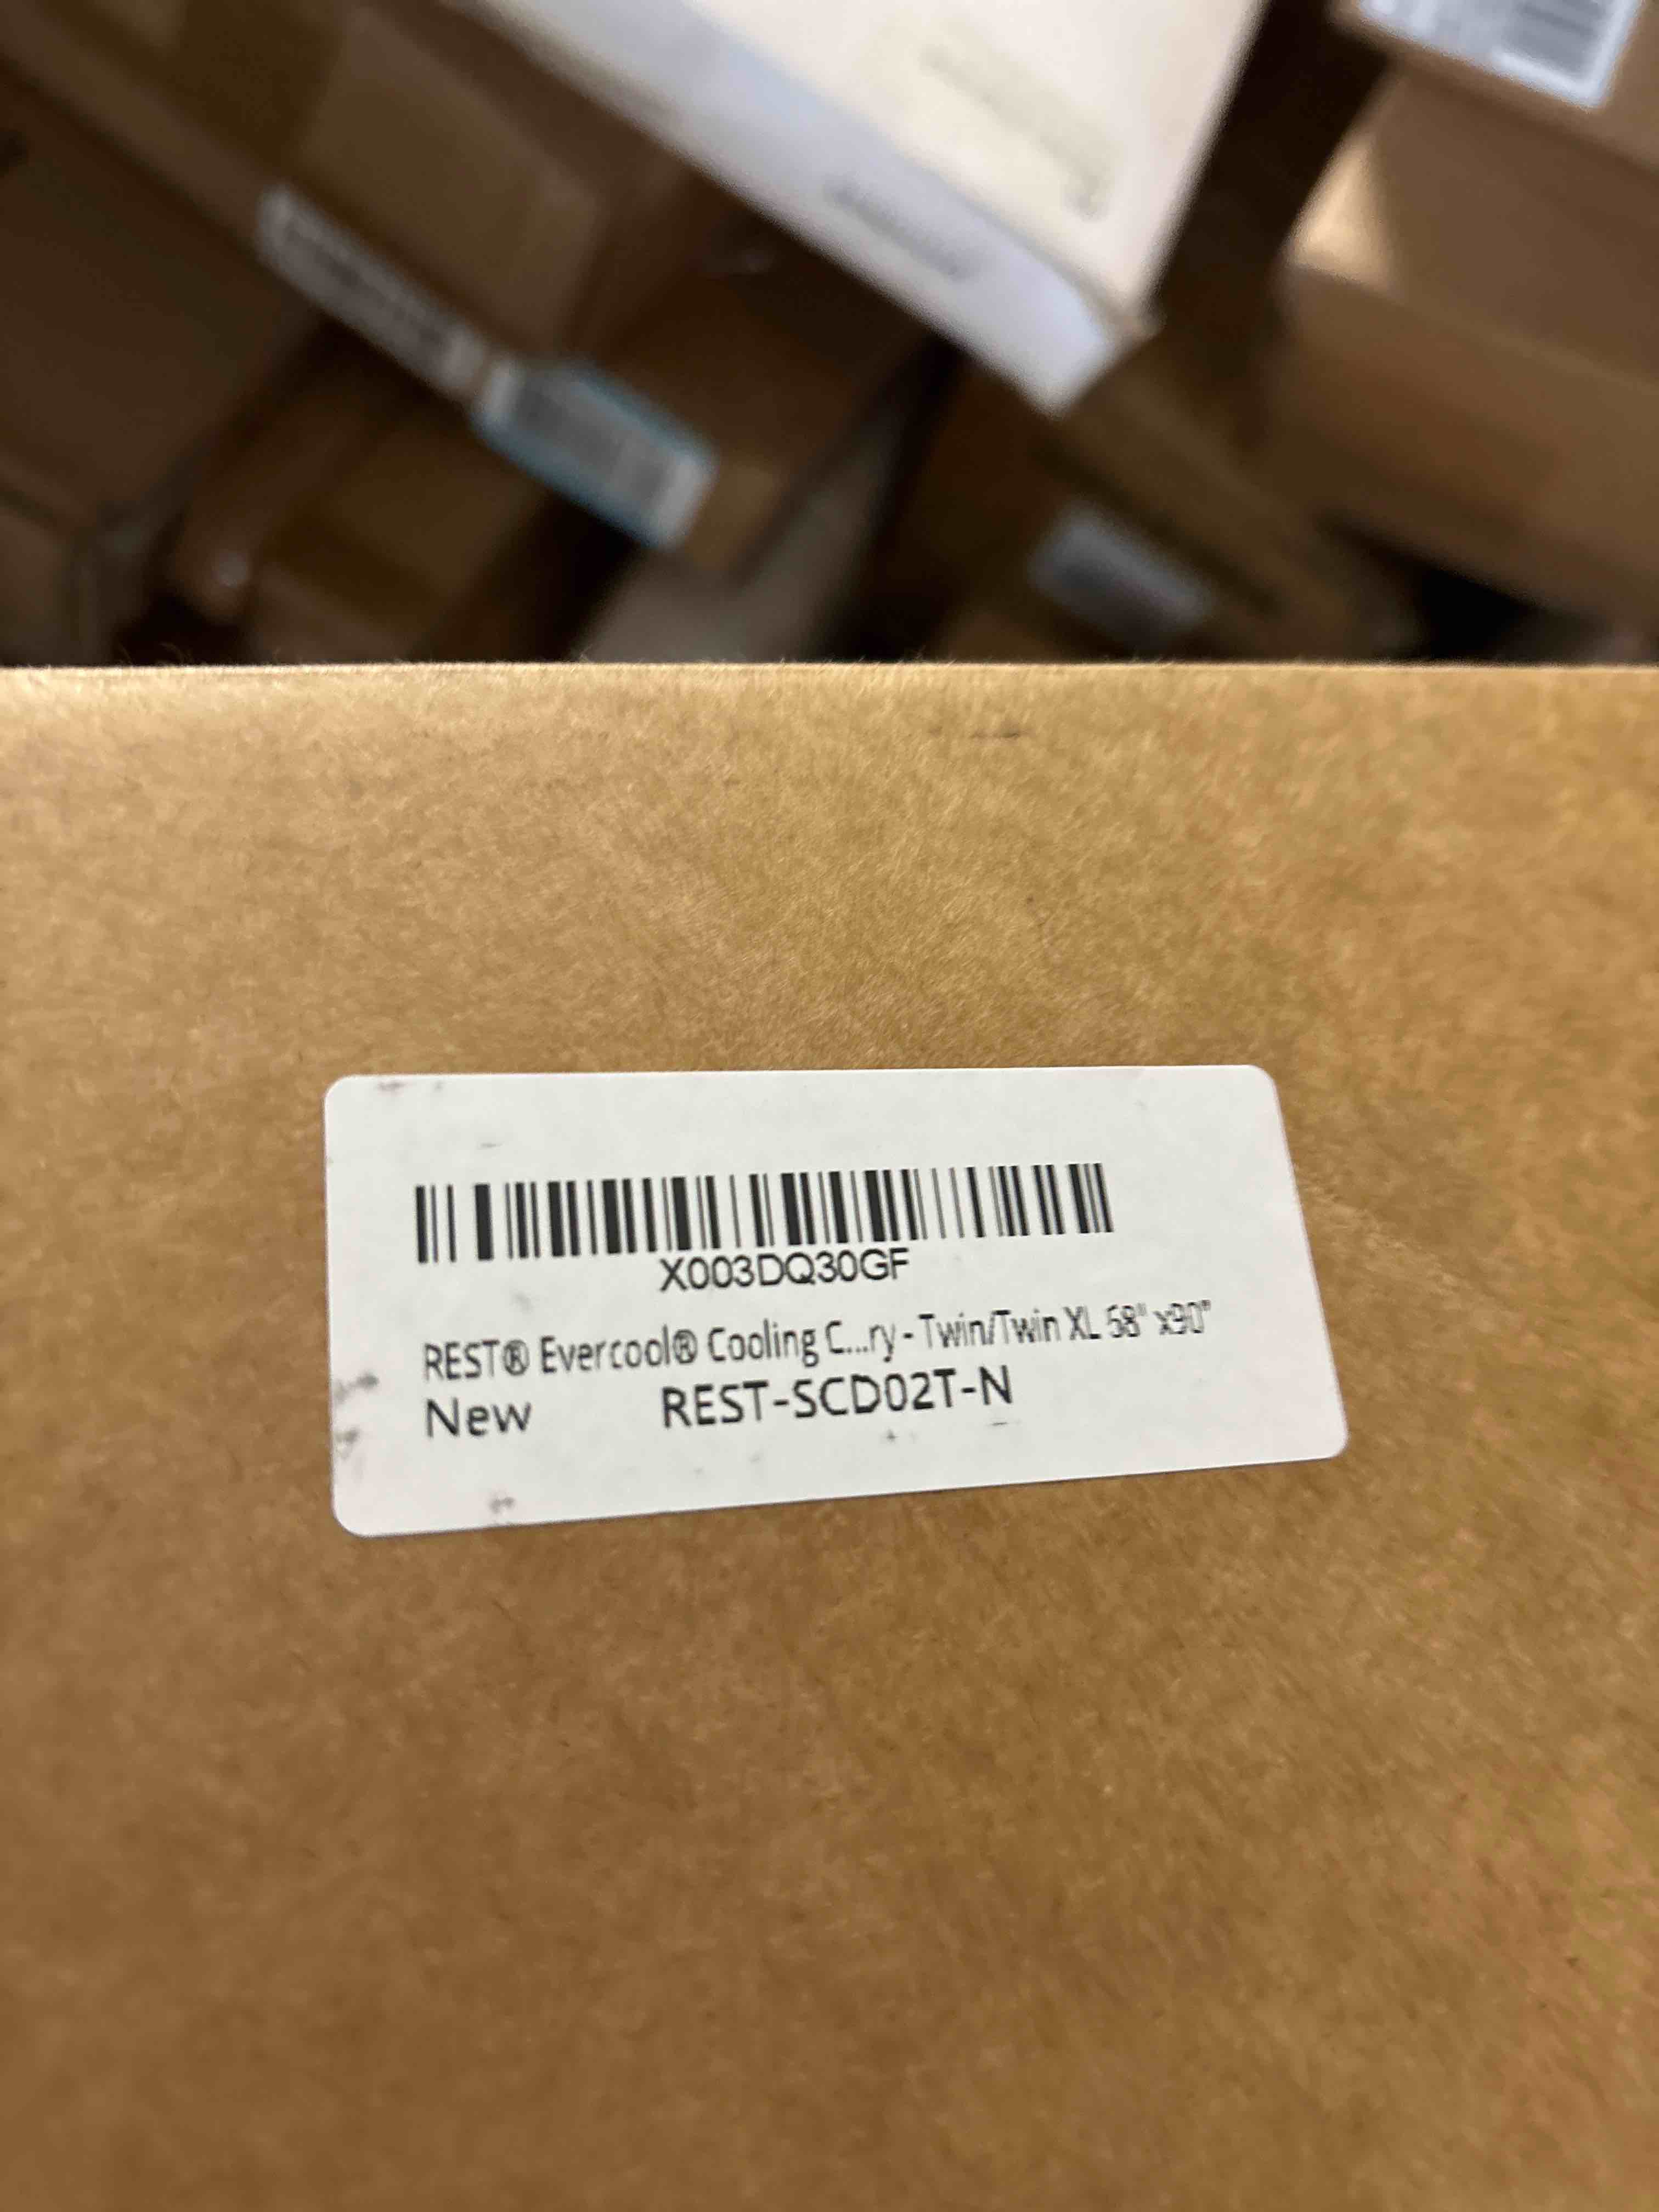 X003DQ30GF
REST® Evercool® Cooling C...ry - Twin/Twin XL 68" x90"
New REST-SCD02T-N